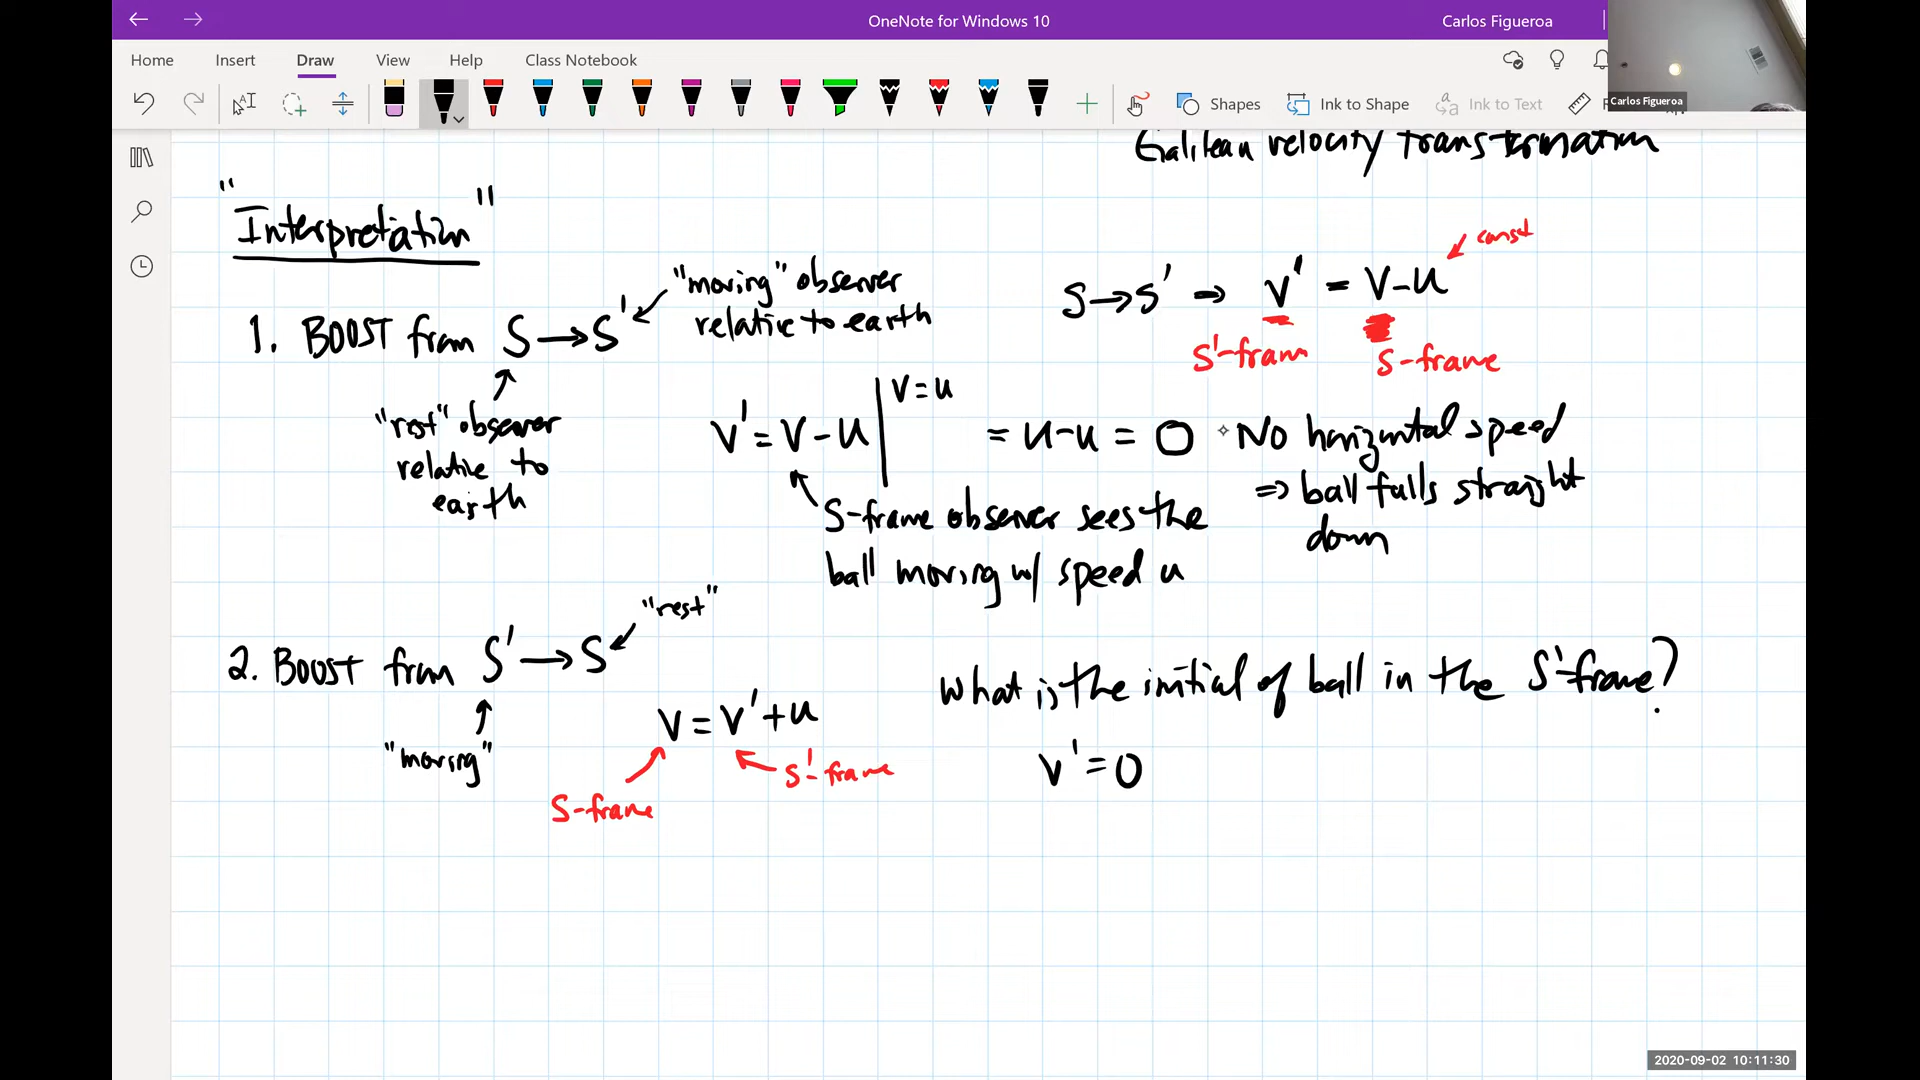 OneNote for Windows 10
Carlos Figueroa
Home Insert Draw View Help Class Notebook
Shapes Ink to Shape Ink to Text
Carlos Figueroa
Galilean velocity transformation
"Interpretation"
1. BOOST from S → S'
"moving" observer
relative to earth
"rest" observer
relative to
earth
S → S' ⇒ v' = v - u
const
S'-fram
S-frame
v' = v - u | v = u = u - u = 0
No horizontal speed
⇒ ball falls straight
down
S-frame observer sees the
ball moving w/ speed u
2. Boost from S' → S
"rest"
"moving"
v = v' + u
S-frame
S'-frame
What is the initial of ball in the S'-frame?
v' = 0
2020-09-02 10:11:30